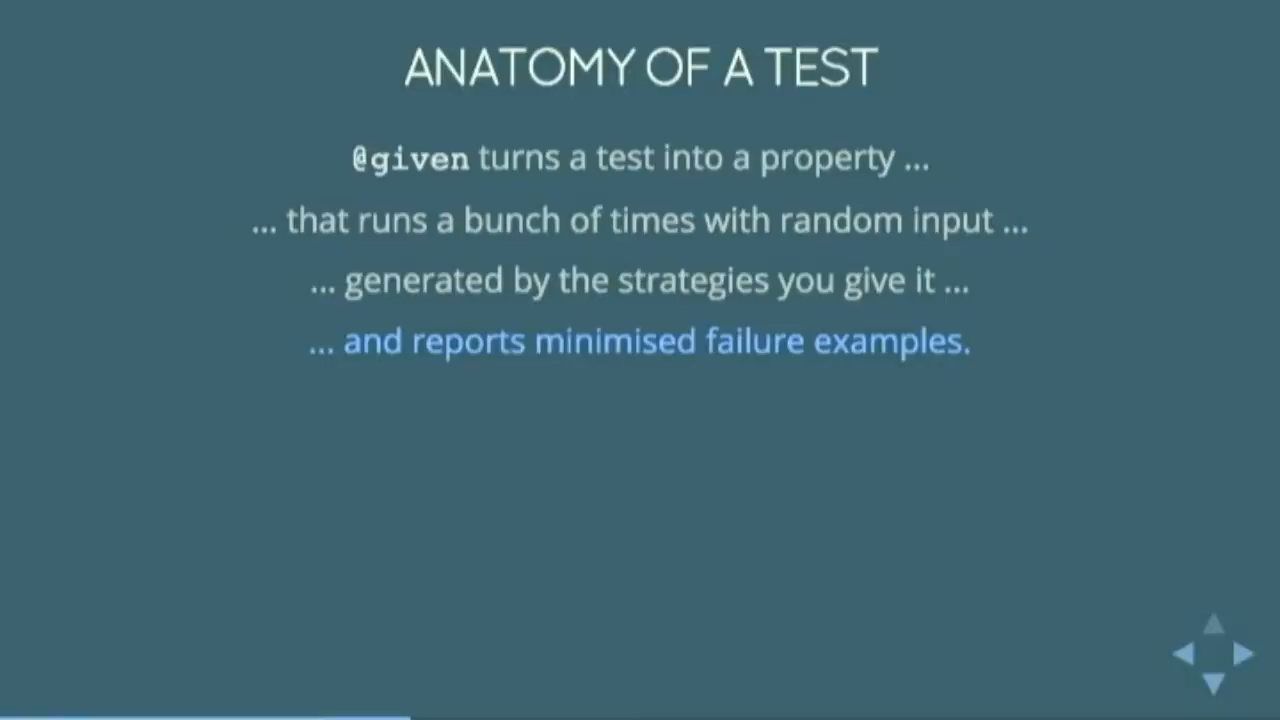 ANATOMY OF A TEST
@given turns a test into a property ...
... that runs a bunch of times with random input ...
... generated by the strategies you give it ...
... and reports minimised failure examples.